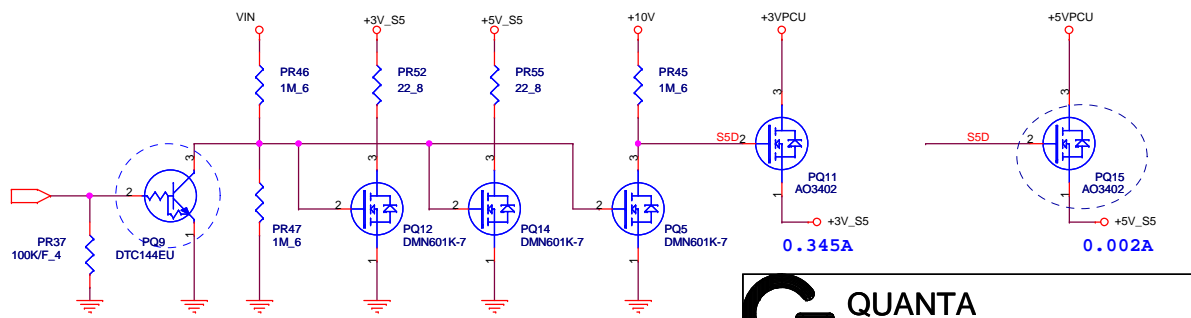 VIN
+3V_S5
+5V_S5
+10V
+3VPCU
+5VPCU
PR46
1M_6
PR52
22_8
PR55
22_8
PR45
1M_6
3
3
3
3
3
3
S5D
2
S5D
2
2
2
2
2
PQ11
AO3402
PQ15
AO3402
PR37
100K/F_4
PQ9
DTC144EU
PR47
1M_6
PQ12
DMN601K-7
PQ14
DMN601K-7
PQ5
DMN601K-7
1
1
1
1
1
1
+3V_S5
+5V_S5
0.345A
0.002A
QUANTA